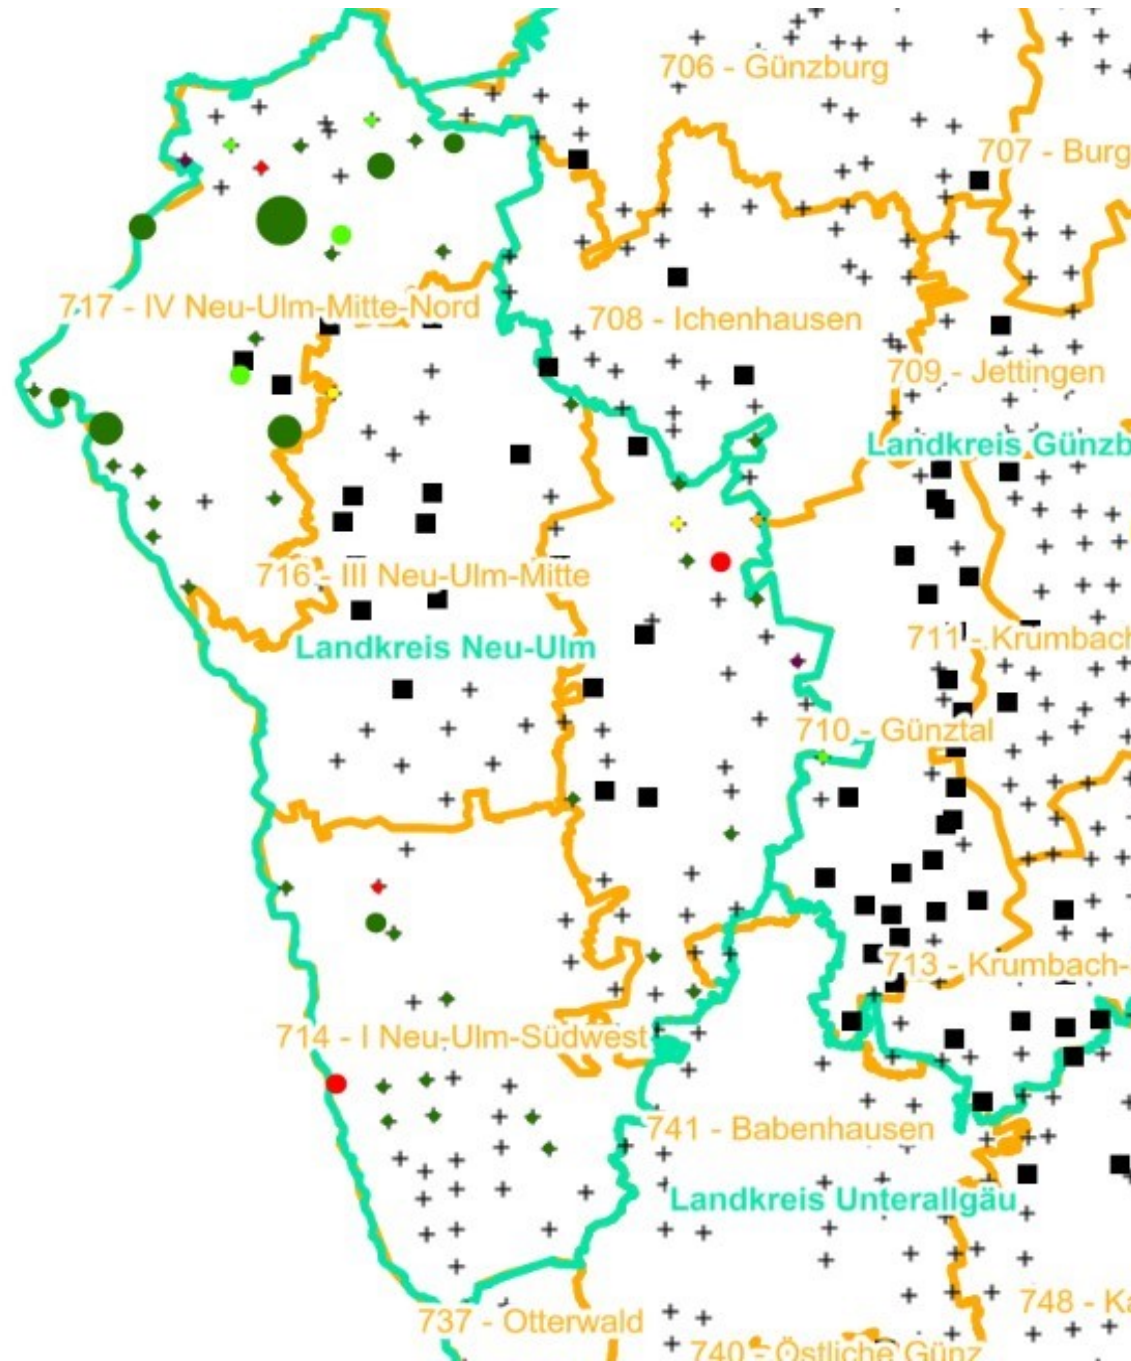 706 - Günzburg
707 - Burg
717 - IV Neu-Ulm-Mitte-Nord
708 - Ichenhausen
709 - Jettingen
Landkreis Günzb
716 - III Neu-Ulm-Mitte
711 - Krumbach
Landkreis Neu-Ulm
710 - Günztal
713 - Krumbach-
714 - I Neu-Ulm-Südwest
741 - Babenhausen
Landkreis Unterallgäu
748 - Ka
737 - Otterwald
740 - Östliche Günz